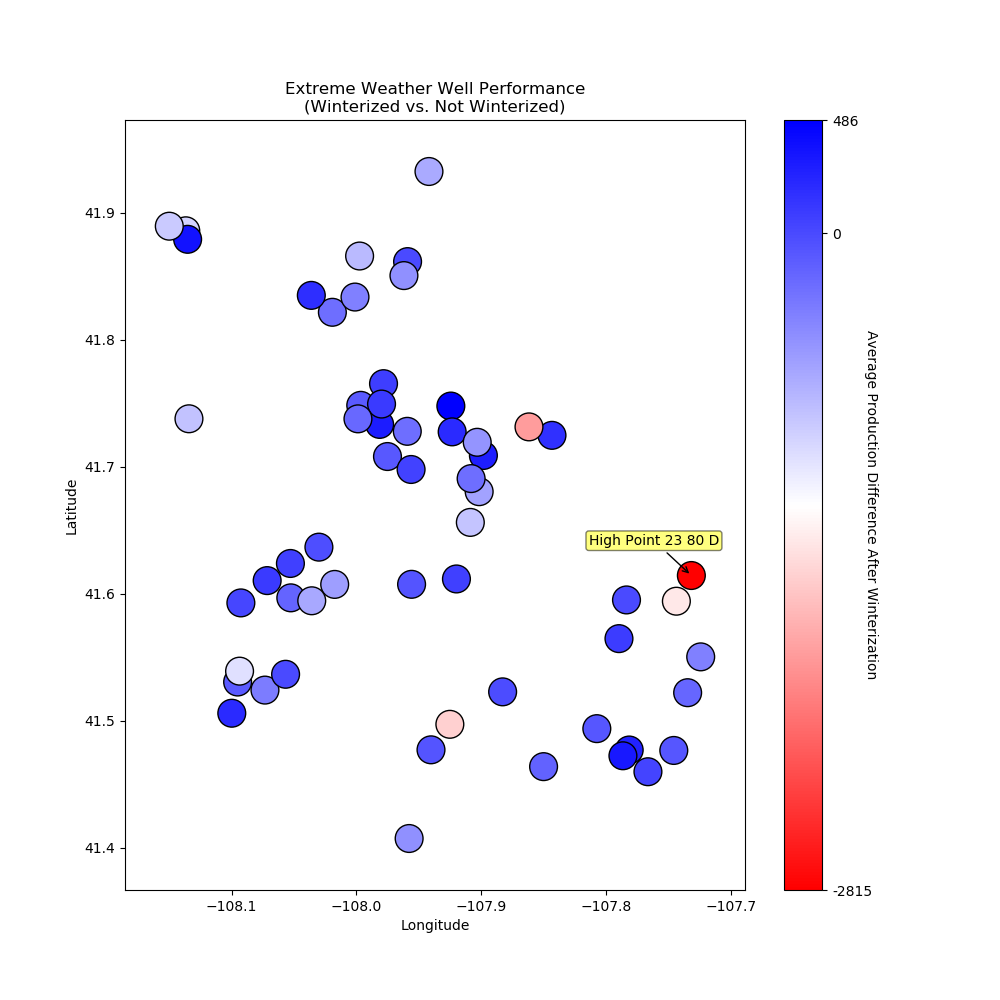 Extreme Weather Well Performance
(Winterized vs. Not Winterized)
41.9
41.8
41.7
41.6
41.5
41.4
Latitude
High Point 23 80 D
−108.1
−108.0
−107.9
−107.8
−107.7
Longitude
486
0
-2815
Average Production Difference After Winterization